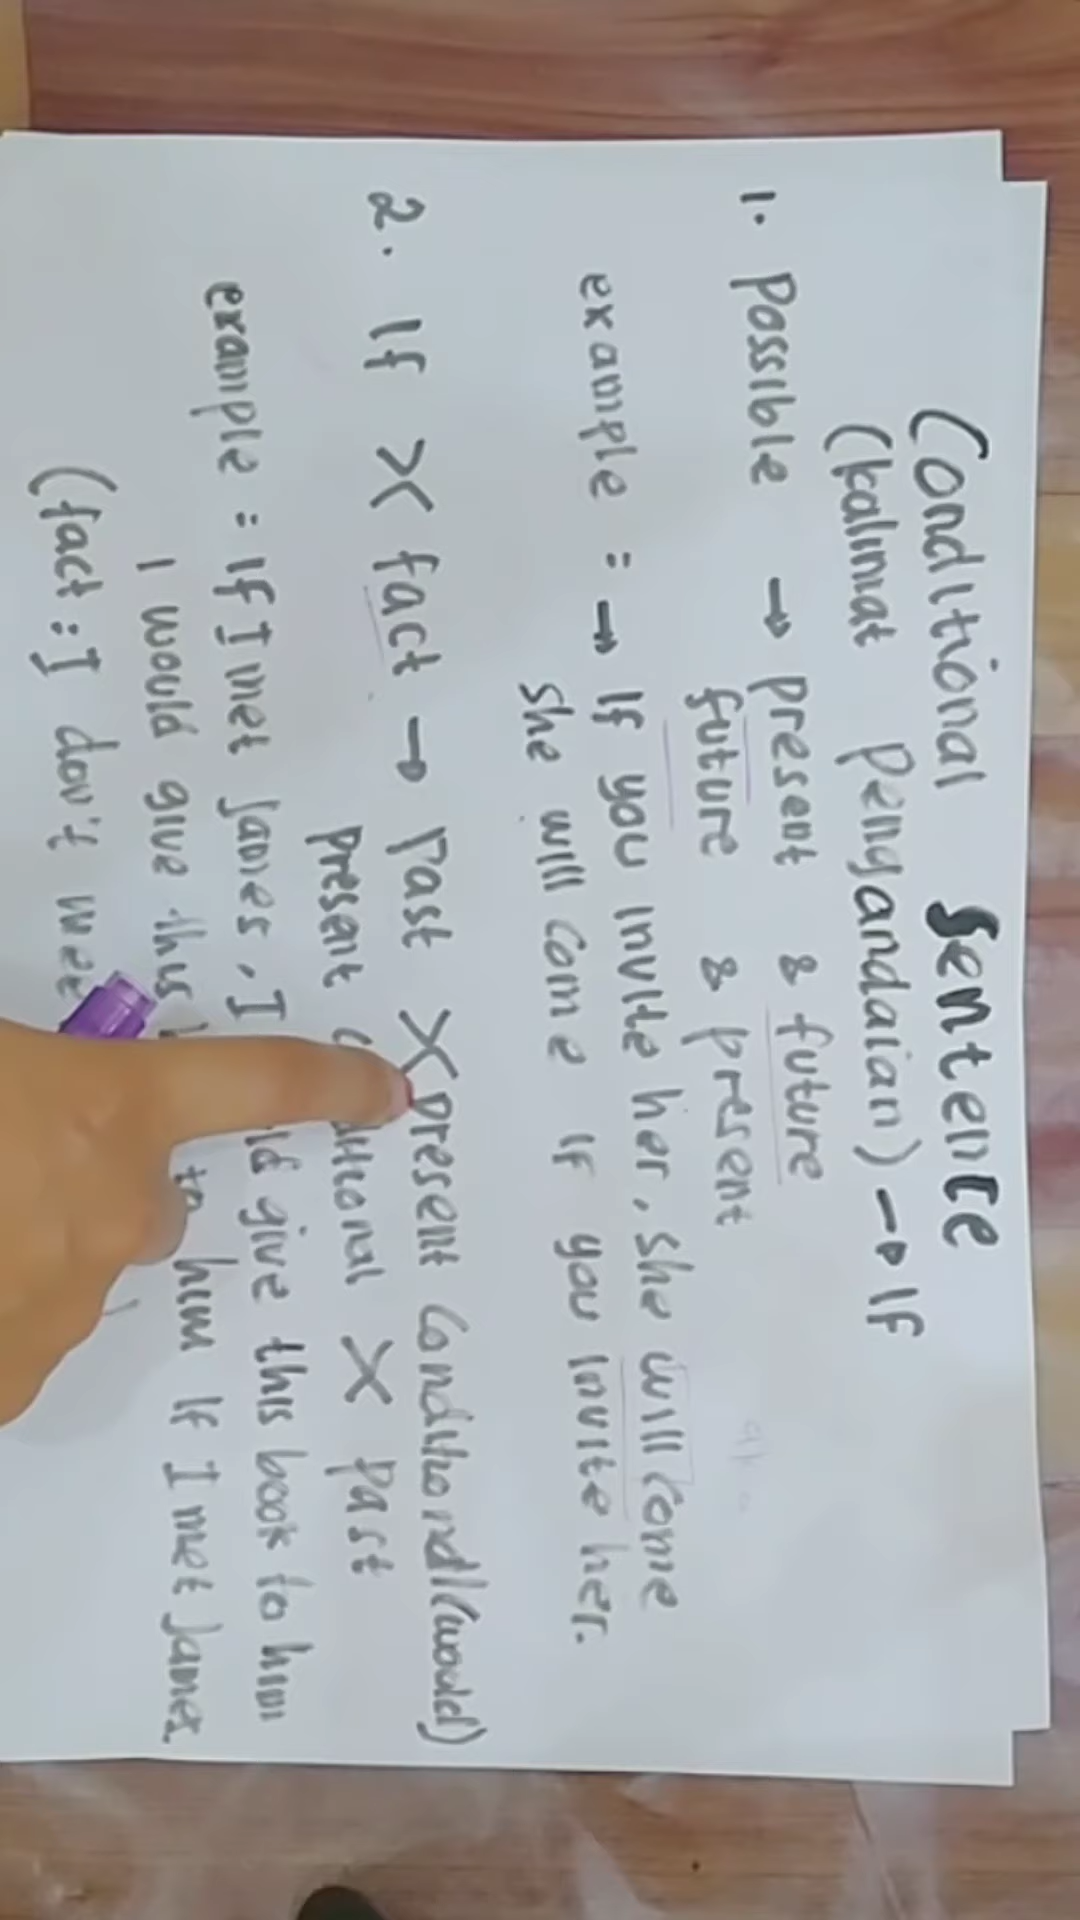 Conditional Sentence
(kalimat pengandaian) → If
1. Possible → present & future
future & present
example : → If you invite her, she will come
she will come if you invite her.
2. If X fact → past X present conditional (would)
present X past
example : If I met James, I give this book to him
I would give this to him if I met James
(fact : I don't